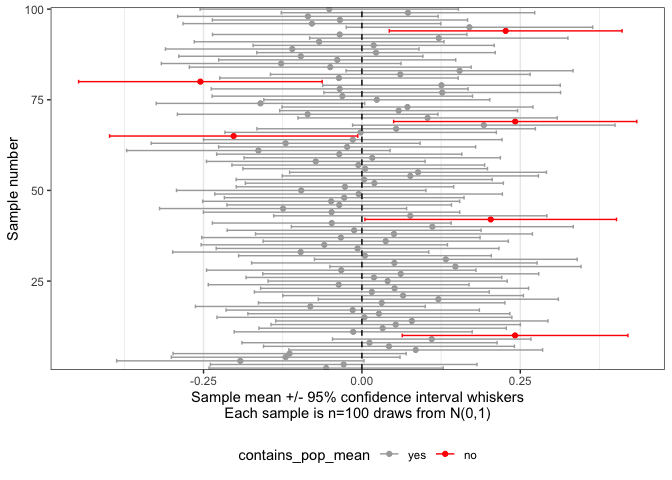 100
75
50
25
Sample number
-0.25
0.00
0.25
Sample mean +/- 95% confidence interval whiskers
Each sample is n=100 draws from N(0,1)
contains_pop_mean yes no